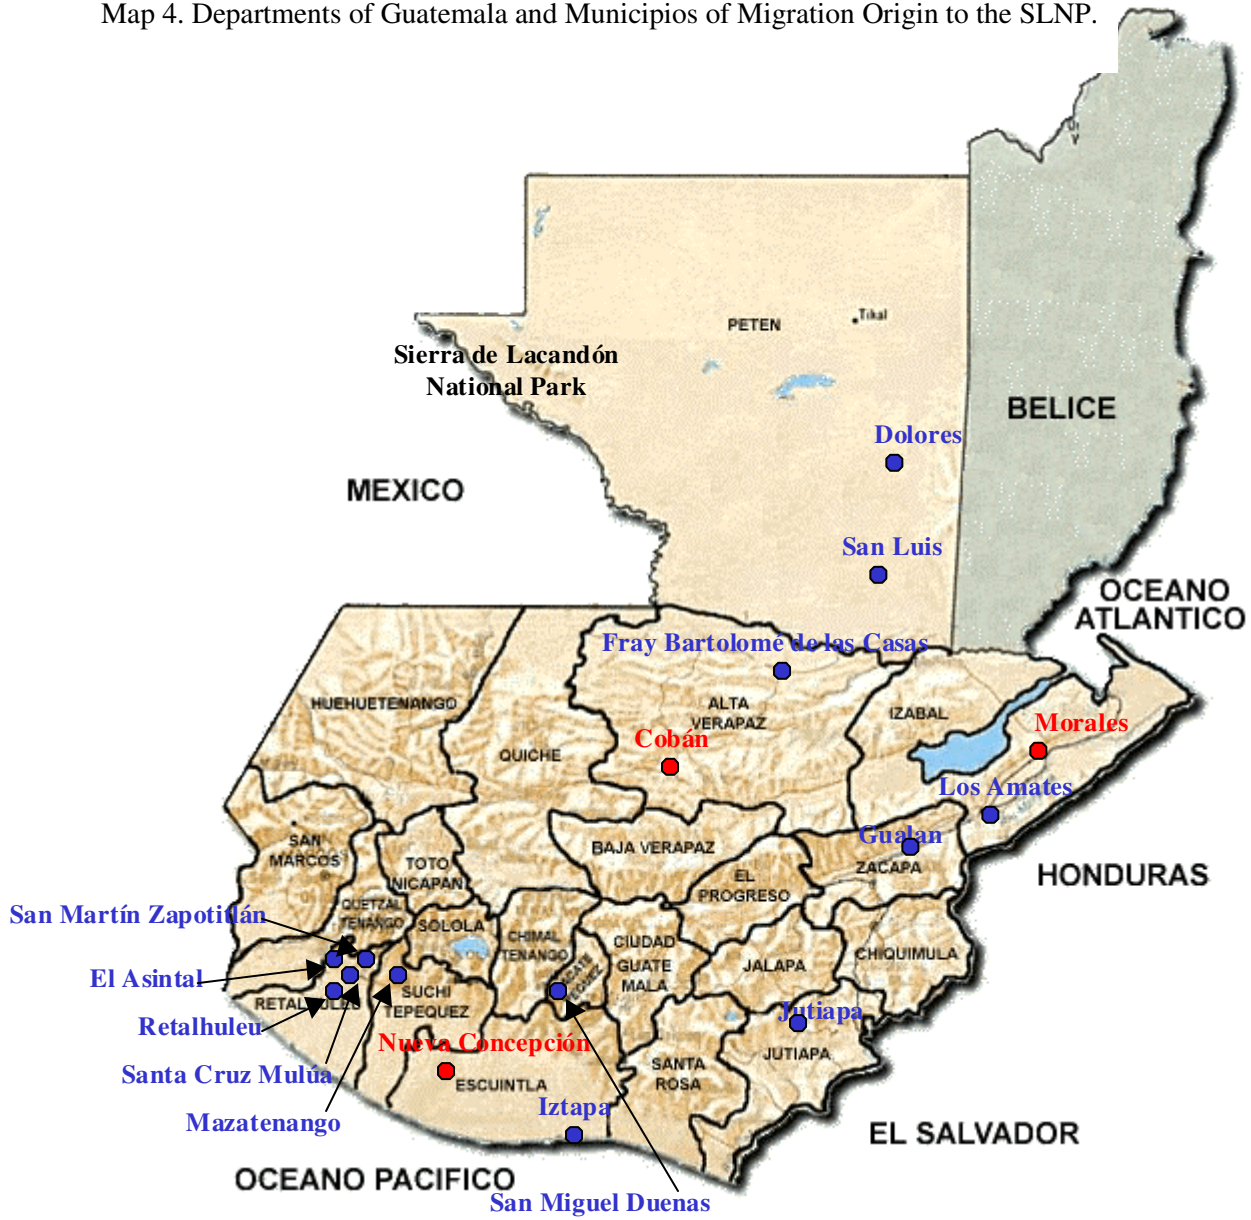 Map 4. Departments of Guatemala and Municipios of Migration Origin to the SLNP.
PETEN
Tikal
Sierra de Lacandón
National Park
BELICE
Dolores
MEXICO
San Luis
OCEANO
ATLANTICO
Fray Bartolomé de las Casas
HUEHUETENANGO
ALTA
VERAPAZ
IZABAL
Morales
Cobán
QUICHE
Los Amates
Gualan
SAN
MARCOS
BAJA VERAPAZ
TOTO
NICAPAN
ZACAPA
HONDURAS
EL
PROGRESO
QUETZAL
TENANGO
San Martín Zapotitlán
SOLOLA
CHIMAL
TENANGO
CIUDAD
GUATE
MALA
CHIQUIMULA
JALAPA
El Asintal
SUCHI
TEPEQUEZ
RETALHULEU
Retalhuleu
Jutiapa
Nueva Concepción
JUTIAPA
SANTA
ROSA
Santa Cruz Mulúa
ESCUINTLA
Iztapa
Mazatenango
EL SALVADOR
OCEANO PACIFICO
San Miguel Duenas